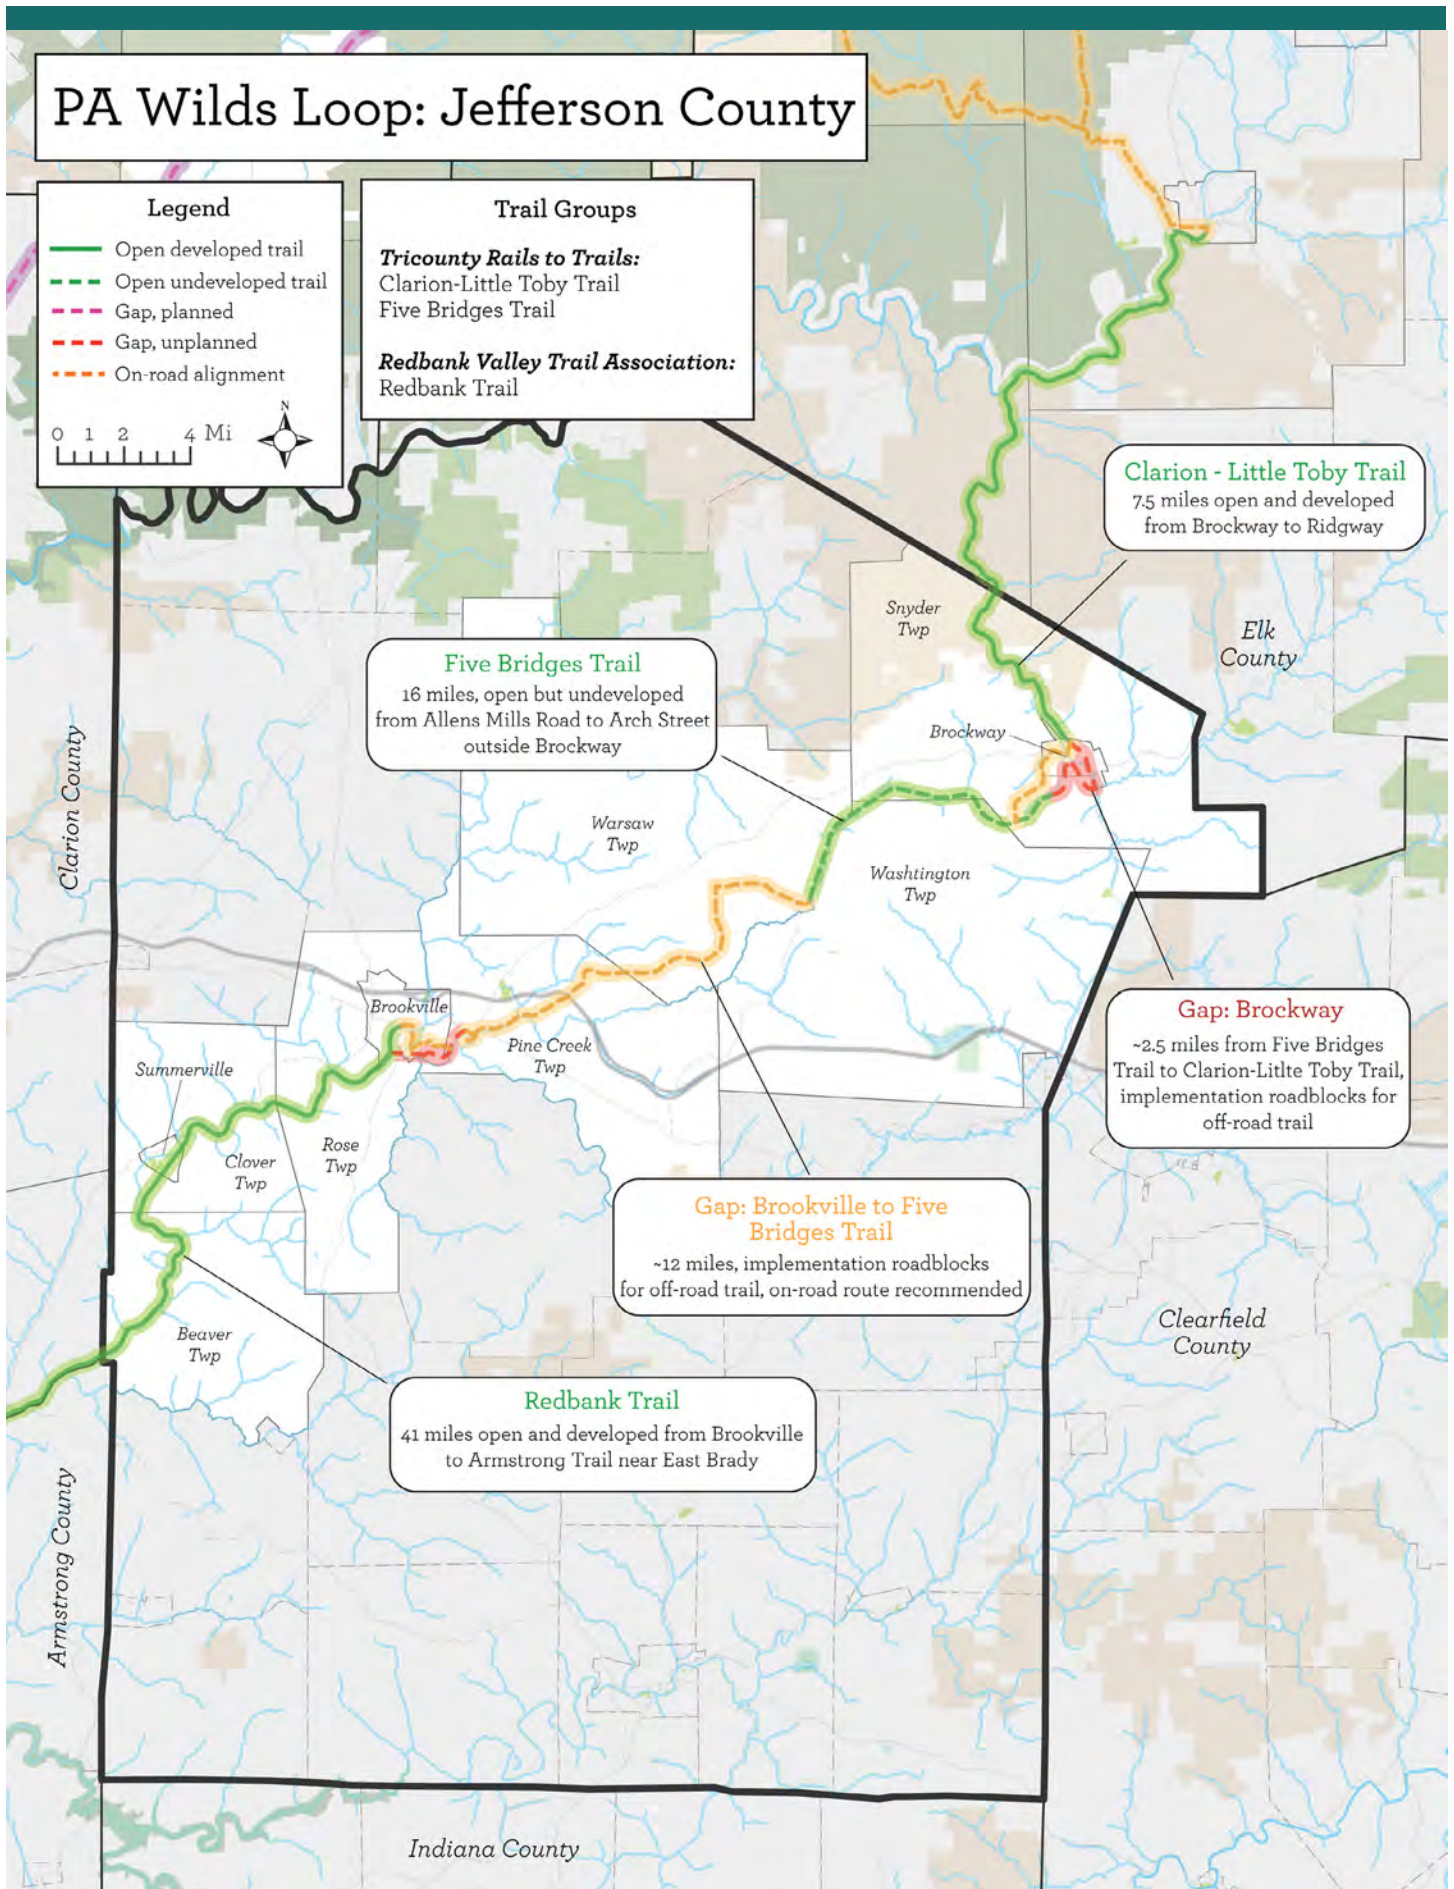 PA Wilds Loop: Jefferson County
Legend
Open developed trail
Open undeveloped trail
Gap, planned
Gap, unplanned
On-road alignment
0 1 2 4 Mi
N
Trail Groups
Tricounty Rails to Trails:
Clarion-Little Toby Trail
Five Bridges Trail
Redbank Valley Trail Association:
Redbank Trail
Clarion - Little Toby Trail
7.5 miles open and developed
from Brockway to Ridgway
Snyder
Twp
Elk
County
Five Bridges Trail
16 miles, open but undeveloped
from Allens Mills Road to Arch Street
outside Brockway
Brockway
Clarion County
Warsaw
Twp
Washtington
Twp
Brookville
Pine Creek
Twp
Gap: Brockway
~2.5 miles from Five Bridges
Trail to Clarion-Litlte Toby Trail,
implementation roadblocks for
off-road trail
Summerville
Clover
Twp
Rose
Twp
Gap: Brookville to Five
Bridges Trail
~12 miles, implementation roadblocks
for off-road trail, on-road route recommended
Beaver
Twp
Clearfield
County
Redbank Trail
41 miles open and developed from Brookville
to Armstrong Trail near East Brady
Armstrong County
Indiana County